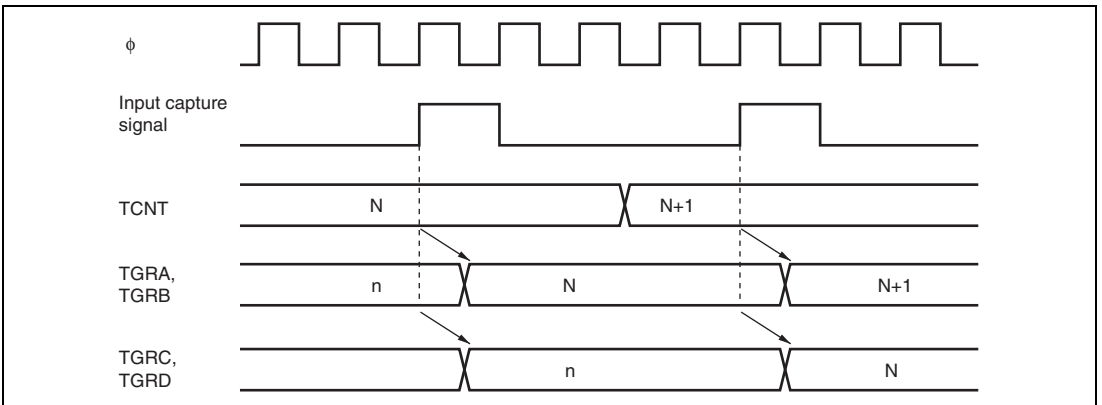 ϕ
Input capture
signal
TCNT
N
N+1
TGRA,
TGRB
n
N
N+1
TGRC,
TGRD
n
N